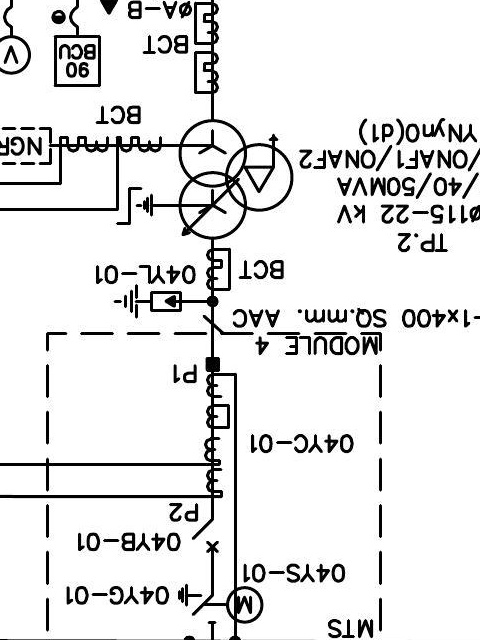 MTS
M
04YS-01
04YG-01
04YB-01
P2
04YC-01
P1
MODULE 4
-1x400 SQ.mm. AAC
BCT
04YL-01
TP.2
ø115-22 kV
/40/50MVA
/ONAF1/ONAF2
YNyn0(d1)
BCT
NGR
90
BCU
V
BCT
øA-B